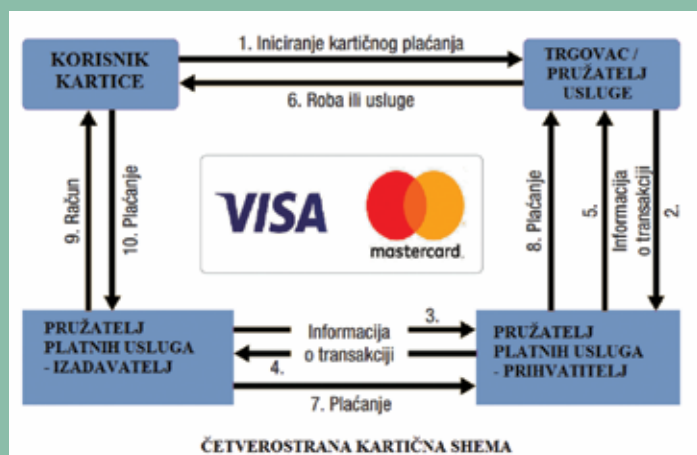 KORISNIK
KARTICE
1. Iniciranje kartičnog plaćanja
TRGOVAC /
PRUŽATELJ
USLUGE
6. Roba ili usluge
9. Račun
10. Plaćanje
VISA
mastercard.
8. Plaćanje
5.
Informacija
o transakciji
2.
PRUŽATELJ
PLATNIH USLUGA
- IZADAVATELJ
3.
Informacija
o transakciji
4.
7. Plaćanje
PRUŽATELJ
PLATNIH USLUGA
- PRIHVATITELJ
ČETVEROSTRANA KARTIČNA SHEMA